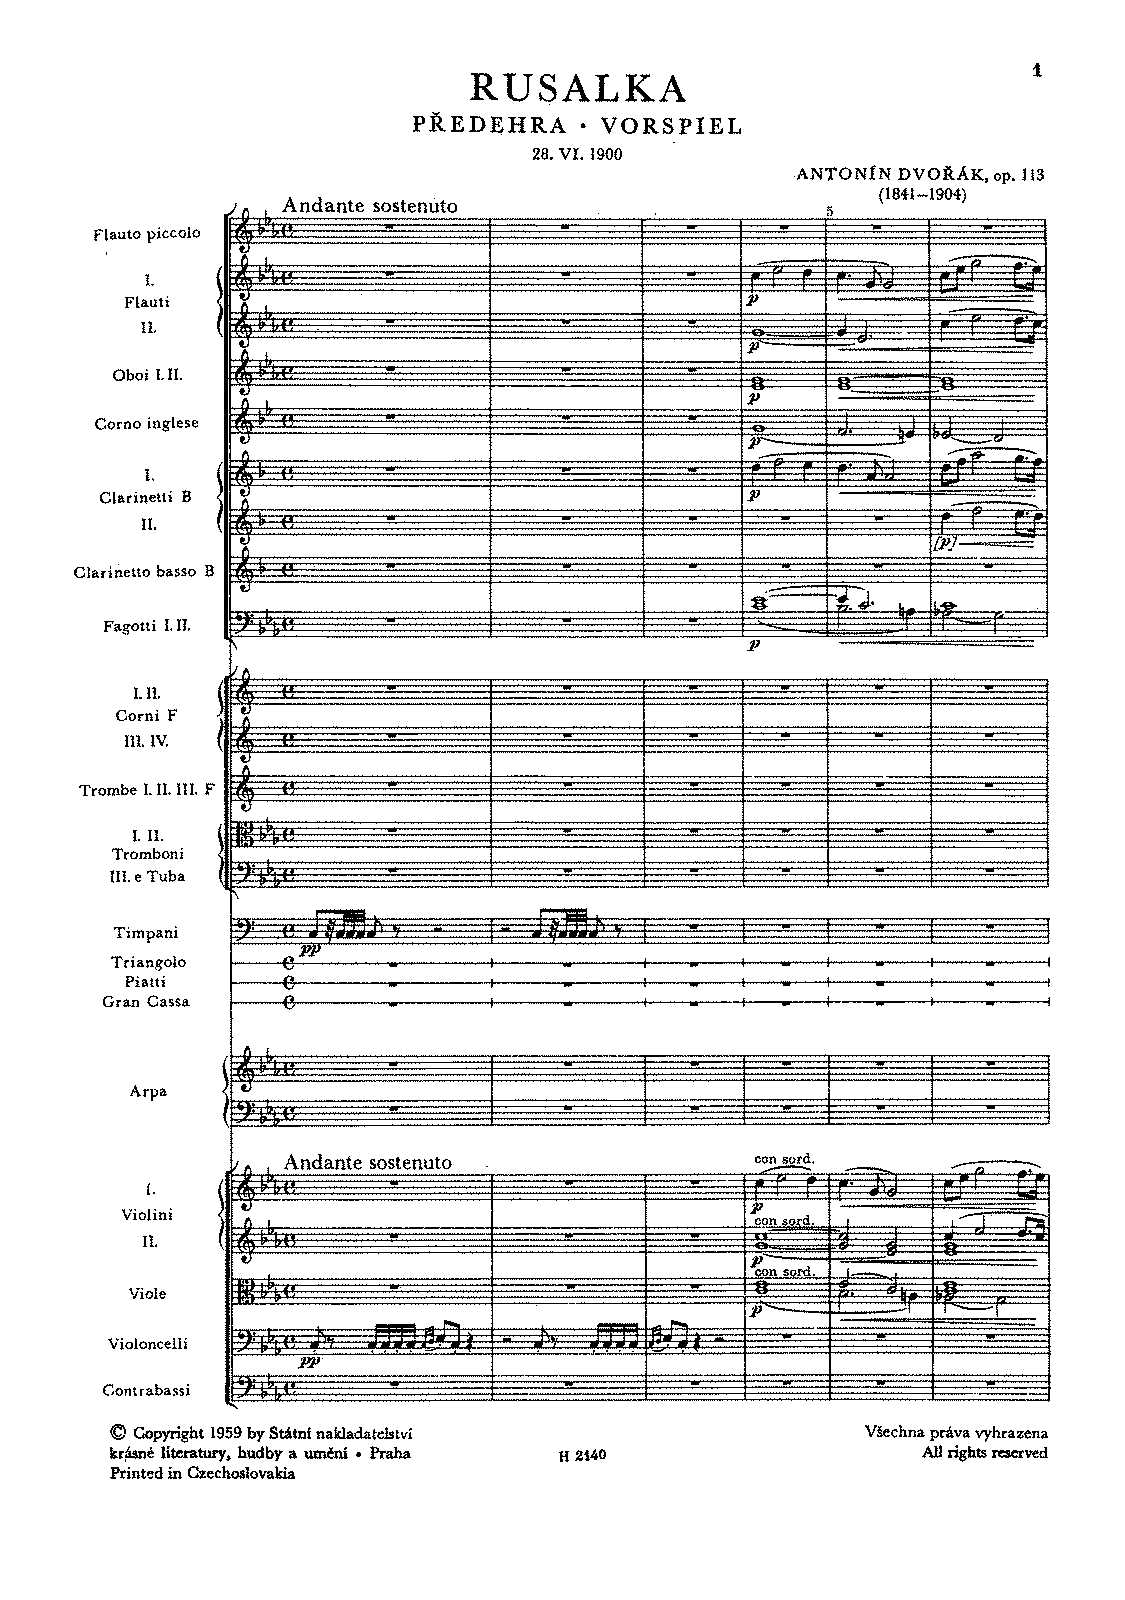 1
RUSALKA
PŘEDEHRA · VORSPIEL
28. VI. 1900
ANTONÍN DVOŘÁK, op. 113
(1841–1904)
Andante sostenuto
5
Flauto piccolo
I.
Flauti
II.
p
p
Oboi I. II.
p
Corno inglese
p
I.
Clarinetti B
II.
p
[p]
Clarinetto basso B
Fagotti I. II.
p
I. II.
Corni F
III. IV.
Trombe I. II. III. F
I. II.
Tromboni
III. e Tuba
Timpani
pp
Triangolo
Piatti
Gran Cassa
Arpa
Andante sostenuto
con sord.
I.
Violini
II.
p
con sord.
p
con sord.
Viole
p
Violoncelli
pp
Contrabassi
© Copyright 1959 by Státní nakladatelství
krásné literatury, hudby a umění • Praha
Printed in Czechoslovakia
H 2140
Všechna práva vyhrazena
All rights reserved